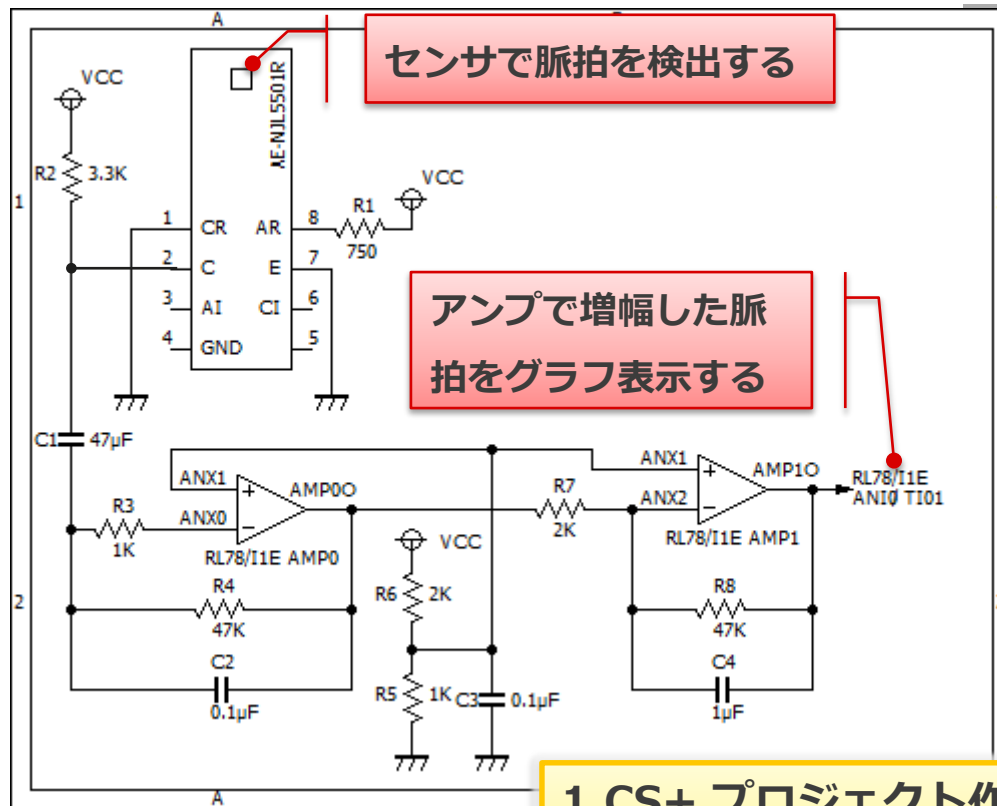 A
センサで脈拍を検出する
VCC
AE-NJL5501R
R2 3.3K
VCC
1
R1
750
1 CR AR 8
2 C E 7
3 AI CI 6
4 GND 5
アンプで増幅した脈
拍をグラフ表示する
C1 47μF
ANX1
AMP0O
ANX0
RL78/I1E AMP0
R3
1K
ANX1
AMP1O
ANX2
RL78/I1E AMP1
RL78/I1E
ANI0 TI01
R7
2K
VCC
2
R4
47K
R6 2K
R8
47K
C2
0.1μF
R5 1K
C3 0.1μF
C4
1μF
A
1.CS+ プロジェクト作